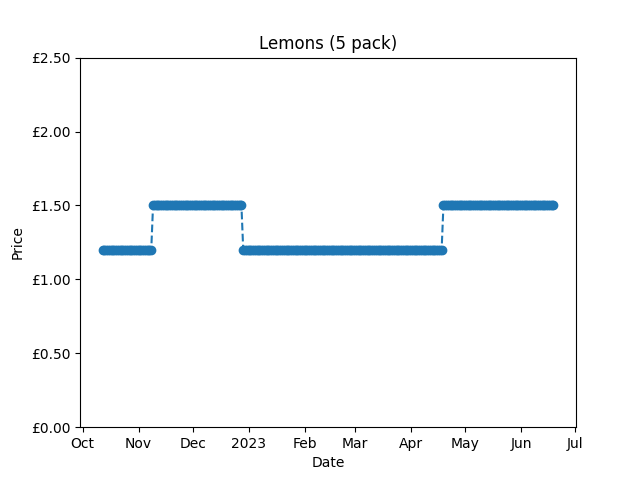 Lemons (5 pack)
£2.50
£2.00
£1.50
£1.00
£0.50
£0.00
Price
Oct Nov Dec 2023 Feb Mar Apr May Jun Jul
Date